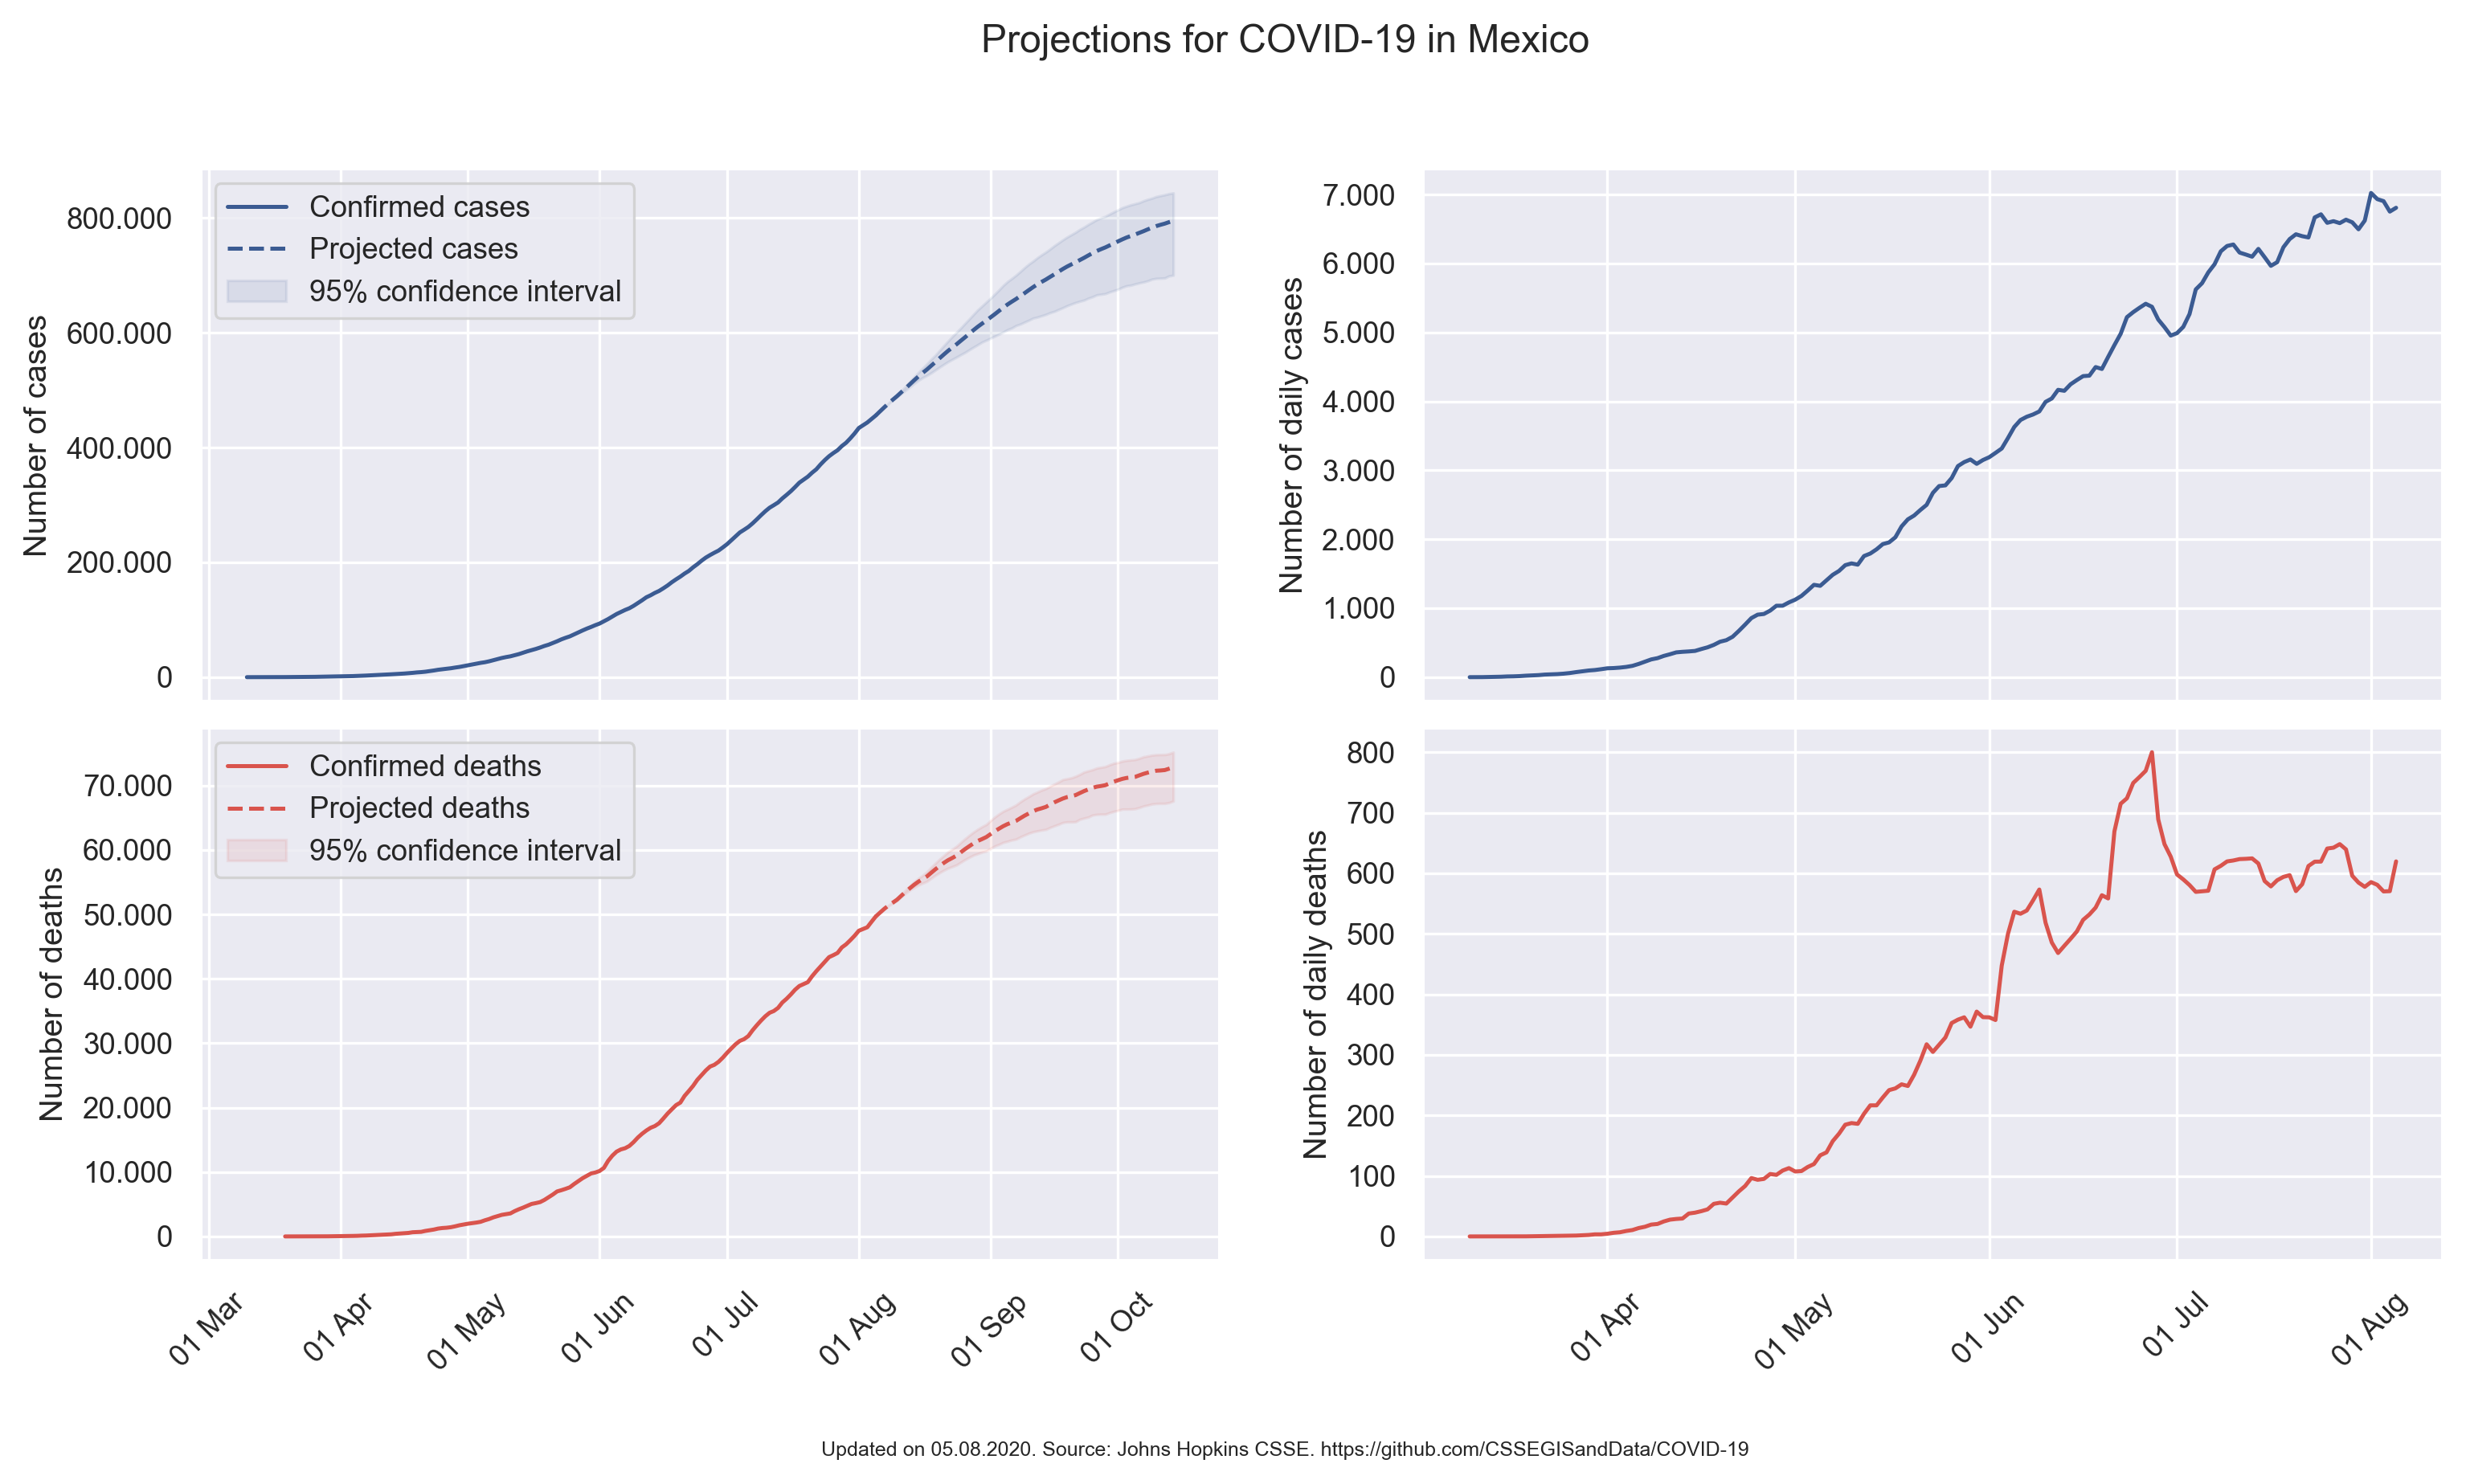 Projections for COVID-19 in Mexico
Number of cases
800.000
600.000
400.000
200.000
0
Confirmed cases
Projected cases
95% confidence interval
Number of daily cases
7.000
6.000
5.000
4.000
3.000
2.000
1.000
0
Number of deaths
70.000
60.000
50.000
40.000
30.000
20.000
10.000
0
Confirmed deaths
Projected deaths
95% confidence interval
01 Mar
01 Apr
01 May
01 Jun
01 Jul
01 Aug
01 Sep
01 Oct
Number of daily deaths
800
700
600
500
400
300
200
100
0
01 Apr
01 May
01 Jun
01 Jul
01 Aug
Updated on 05.08.2020. Source: Johns Hopkins CSSE. https://github.com/CSSEGISandData/COVID-19